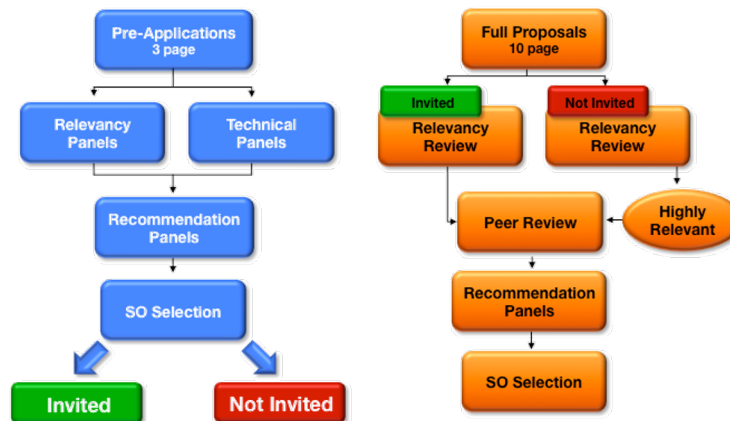 Pre-Applications
3 page
Relevancy
Panels
Technical
Panels
Recommendation
Panels
SO Selection
Invited
Not Invited
Full Proposals
10 page
Invited
Relevancy
Review
Not Invited
Relevancy
Review
Peer Review
Highly
Relevant
Recommendation
Panels
SO Selection